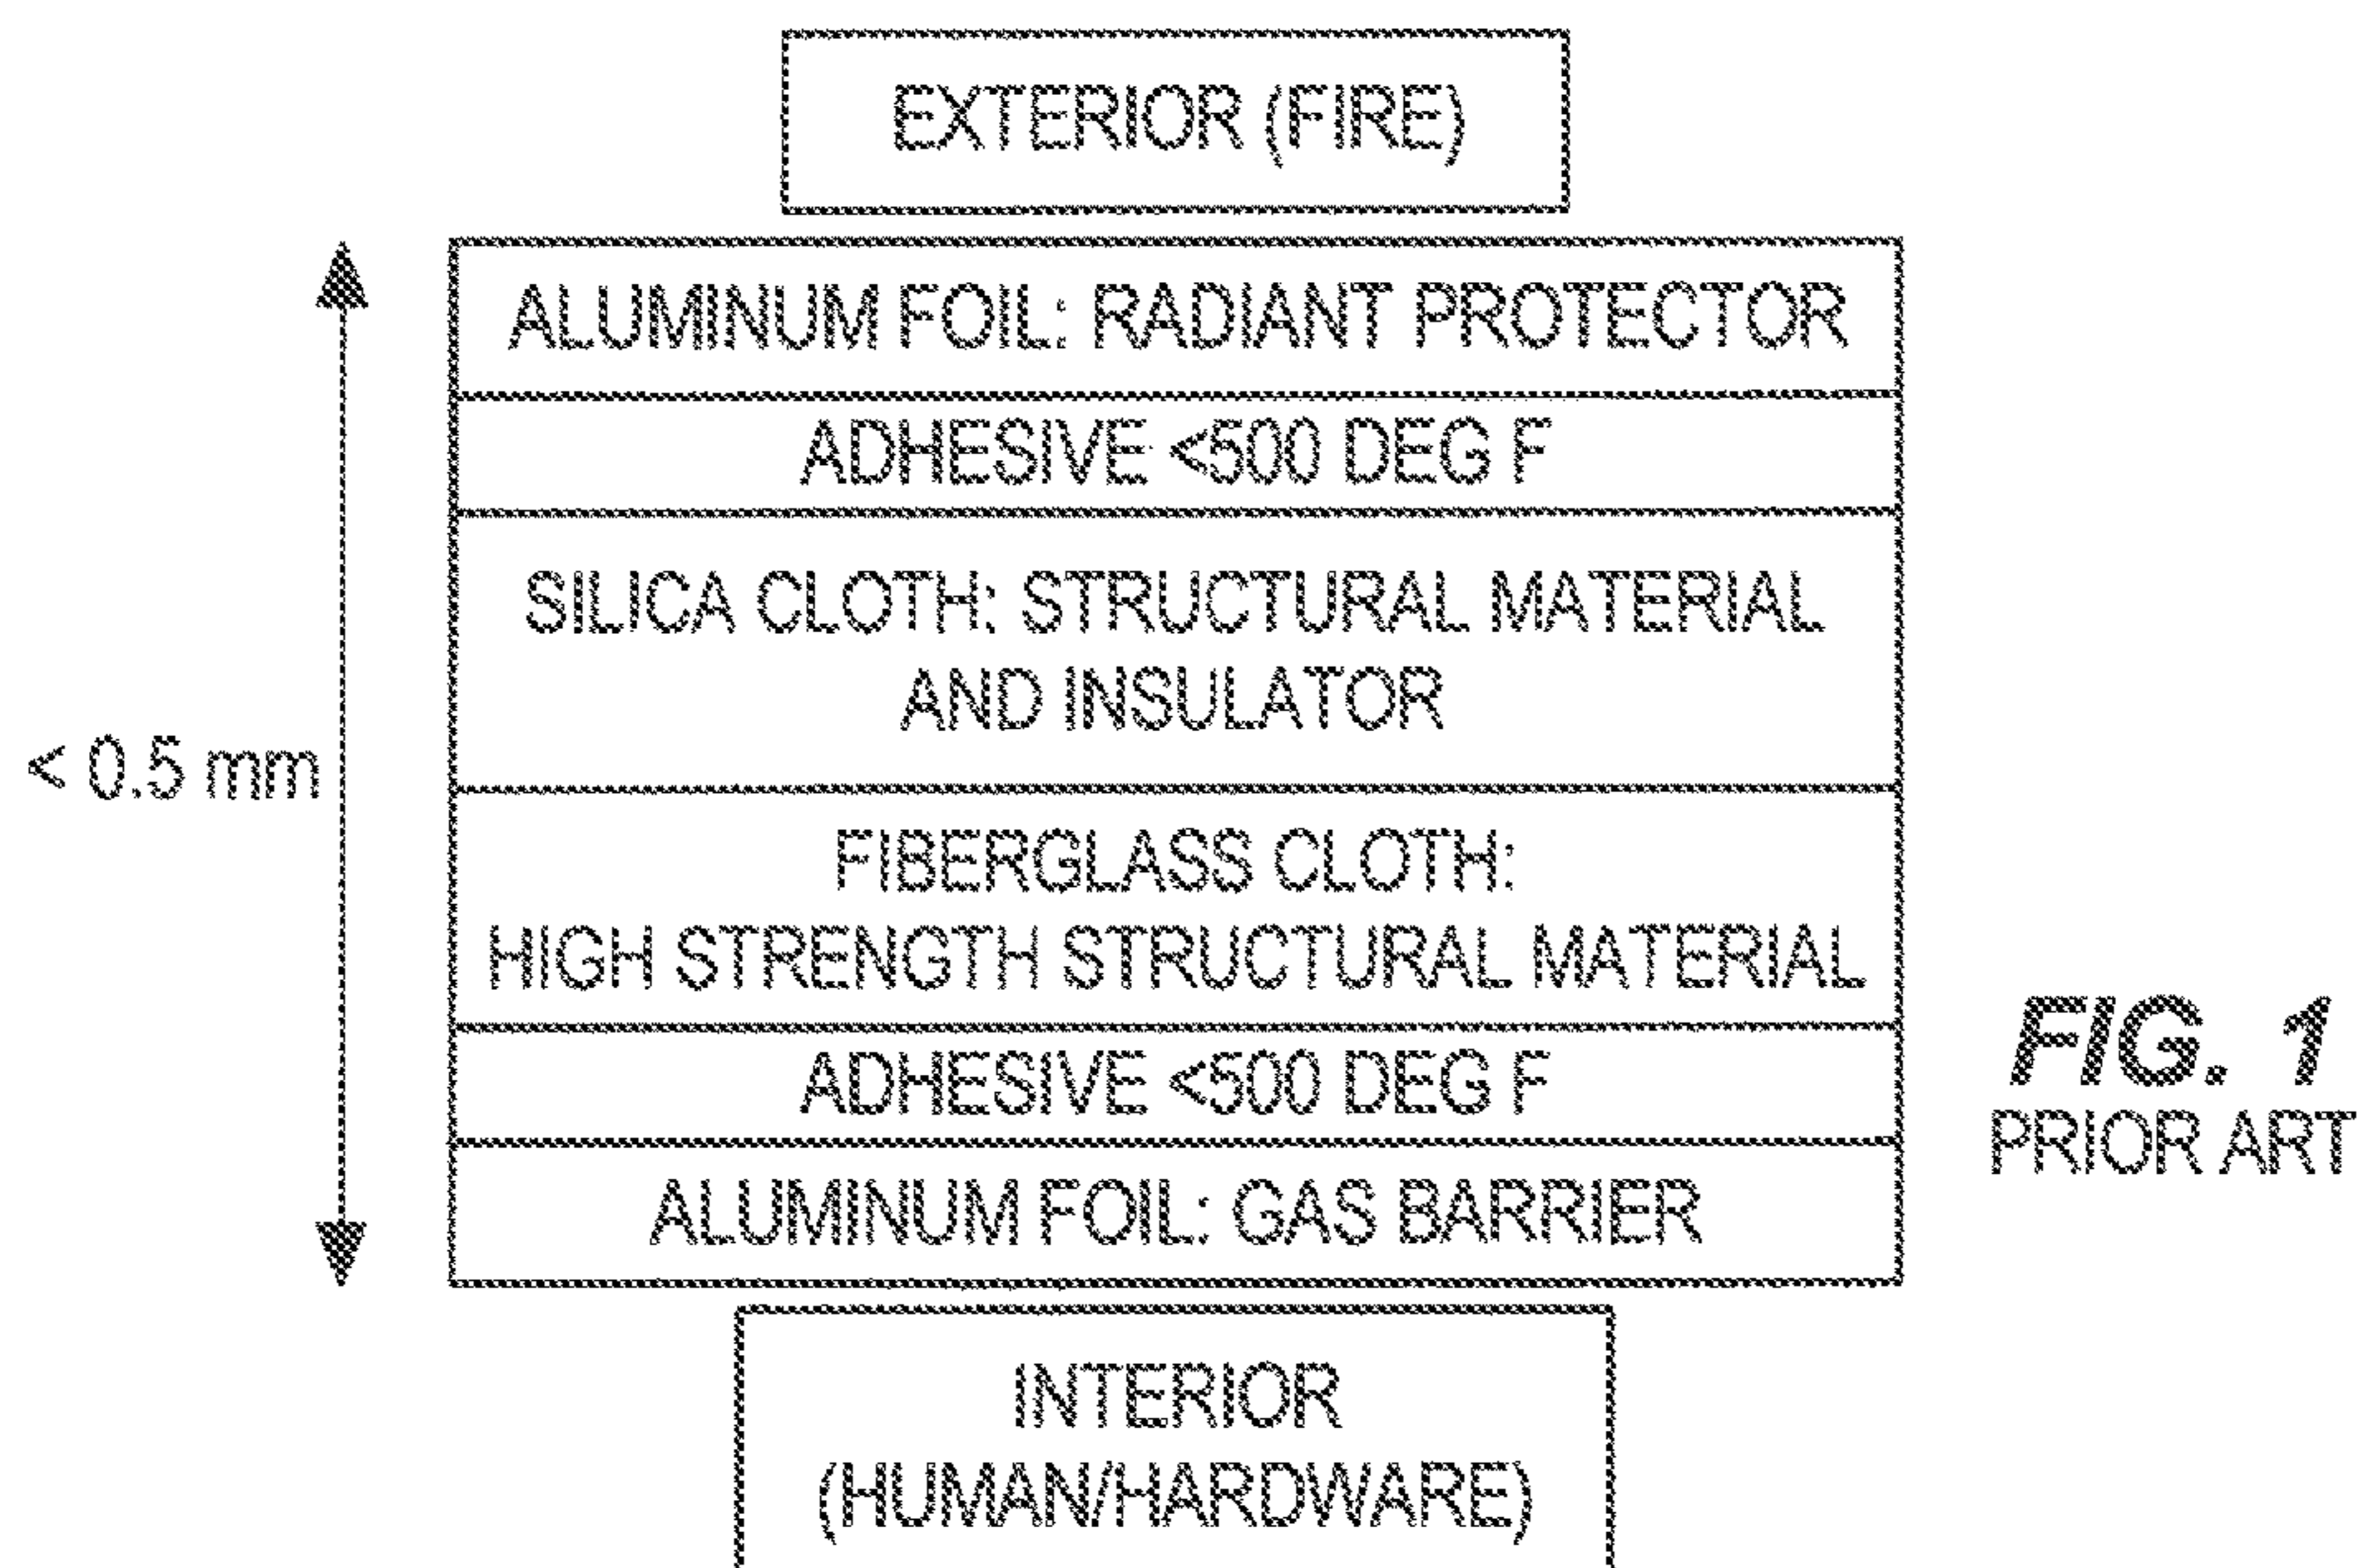 EXTERIOR (FIRE)
ALUMINUM FOIL: RADIANT PROTECTOR
ADHESIVE <500 DEG F
SILICA CLOTH: STRUCTURAL MATERIAL
AND INSULATOR
< 0.5 mm
FIBERGLASS CLOTH:
HIGH STRENGTH STRUCTURAL MATERIAL
ADHESIVE <500 DEG F
ALUMINUM FOIL: GAS BARRIER
INTERIOR
(HUMAN/HARDWARE)
FIG. 1
PRIOR ART